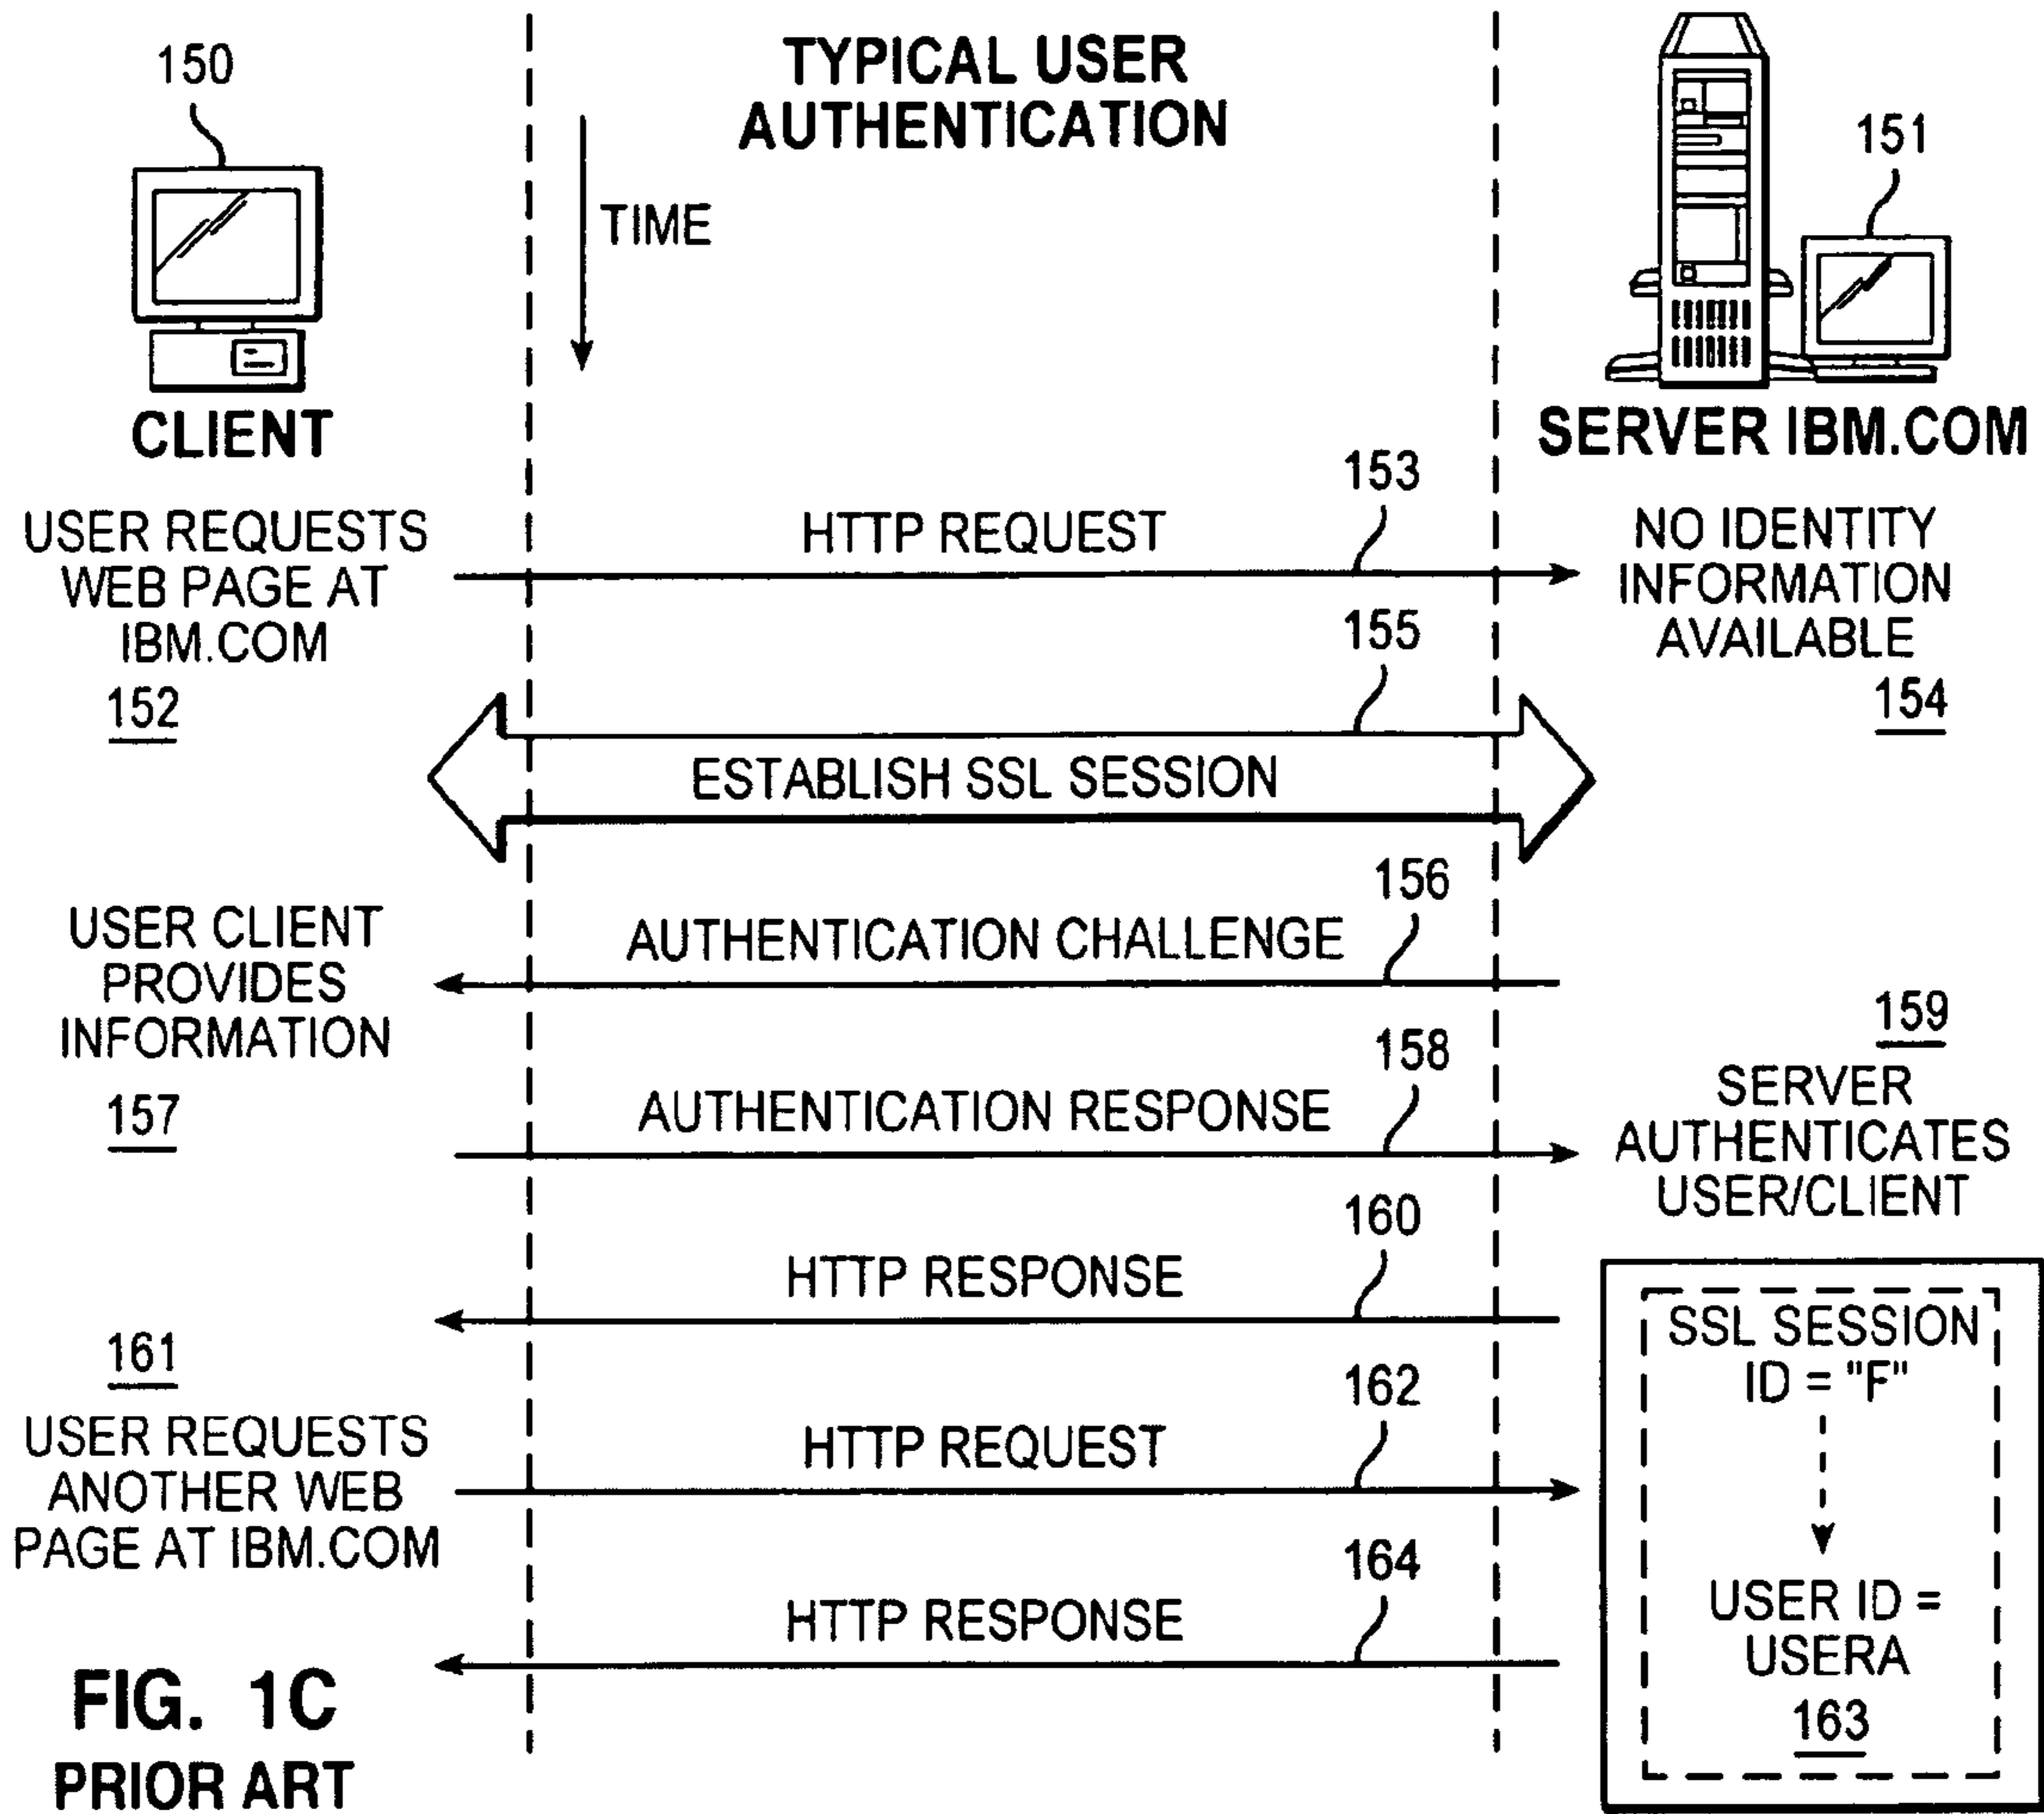 150
TYPICAL USER
AUTHENTICATION
151
TIME
CLIENT
SERVER IBM.COM
USER REQUESTS
WEB PAGE AT
IBM.COM
152
HTTP REQUEST
153
NO IDENTITY
INFORMATION
AVAILABLE
154
155
ESTABLISH SSL SESSION
156
AUTHENTICATION CHALLENGE
USER CLIENT
PROVIDES
INFORMATION
157
158
AUTHENTICATION RESPONSE
159
SERVER
AUTHENTICATES
USER/CLIENT
160
HTTP RESPONSE
161
USER REQUESTS
ANOTHER WEB
PAGE AT IBM.COM
162
HTTP REQUEST
SSL SESSION
ID = "F"
USER ID =
USERA
163
164
HTTP RESPONSE
FIG. 1C
PRIOR ART